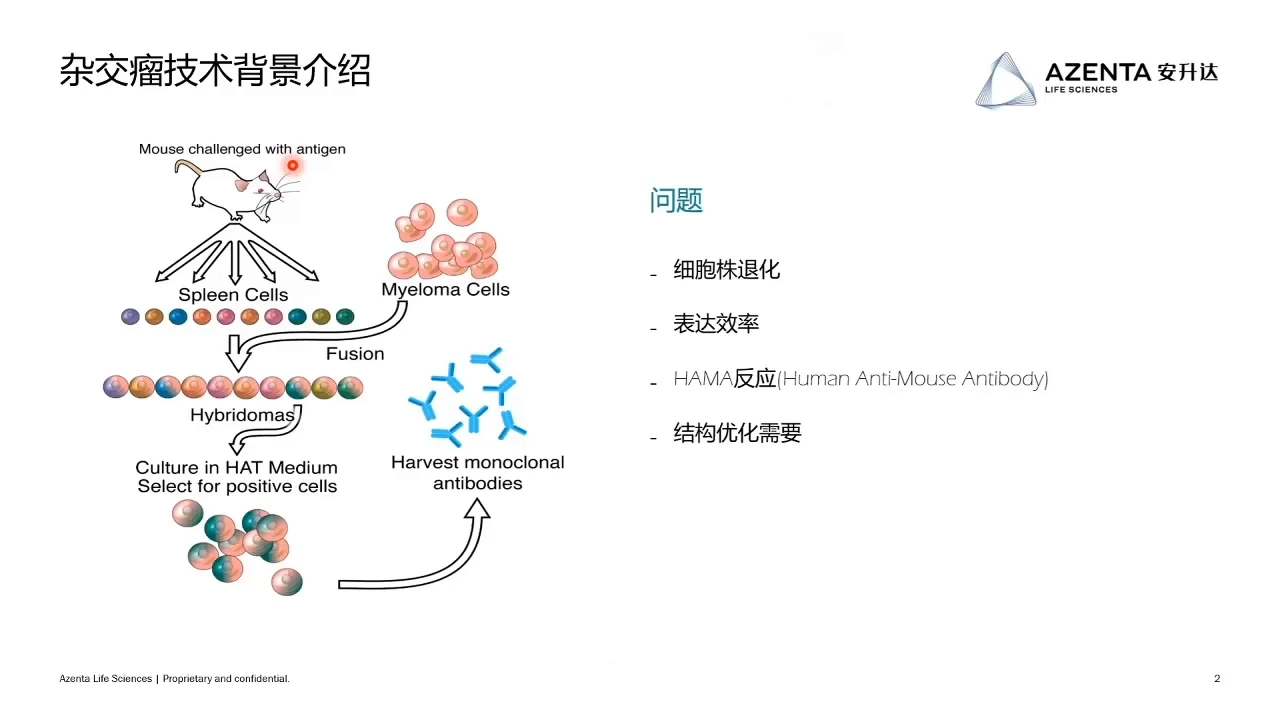 杂交瘤技术背景介绍
AZENTA 安升达
LIFE SCIENCES
Mouse challenged with antigen
Spleen Cells
Myeloma Cells
Fusion
Hybridomas
Culture in HAT Medium
Select for positive cells
Harvest monoclonal
antibodies
问题
- 细胞株退化
- 表达效率
- HAMA反应(Human Anti-Mouse Antibody)
- 结构优化需要
Azenta Life Sciences | Proprietary and confidential.
2